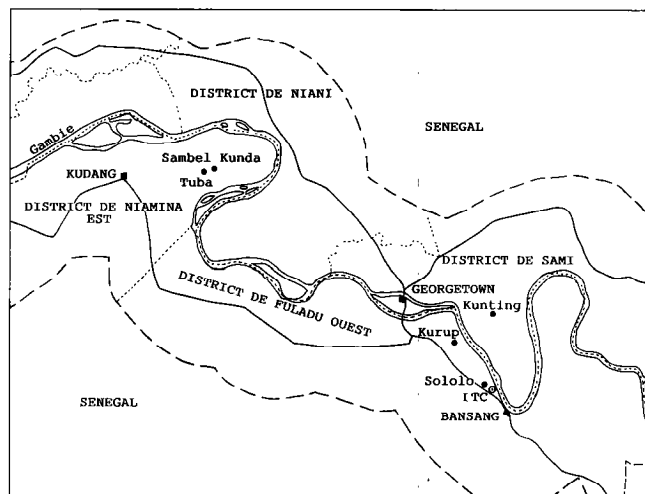 DISTRICT DE NIANI
SENEGAL
Gambie
Sambel Kunda
KUDANG
Tuba
DISTRICT DE NIAMINA
EST
DISTRICT DE SAMI
GEORGETOWN
DISTRICT DE FULADU OUEST
Kunting
Kurup
Sololo
ITC
SENEGAL
BANSANG